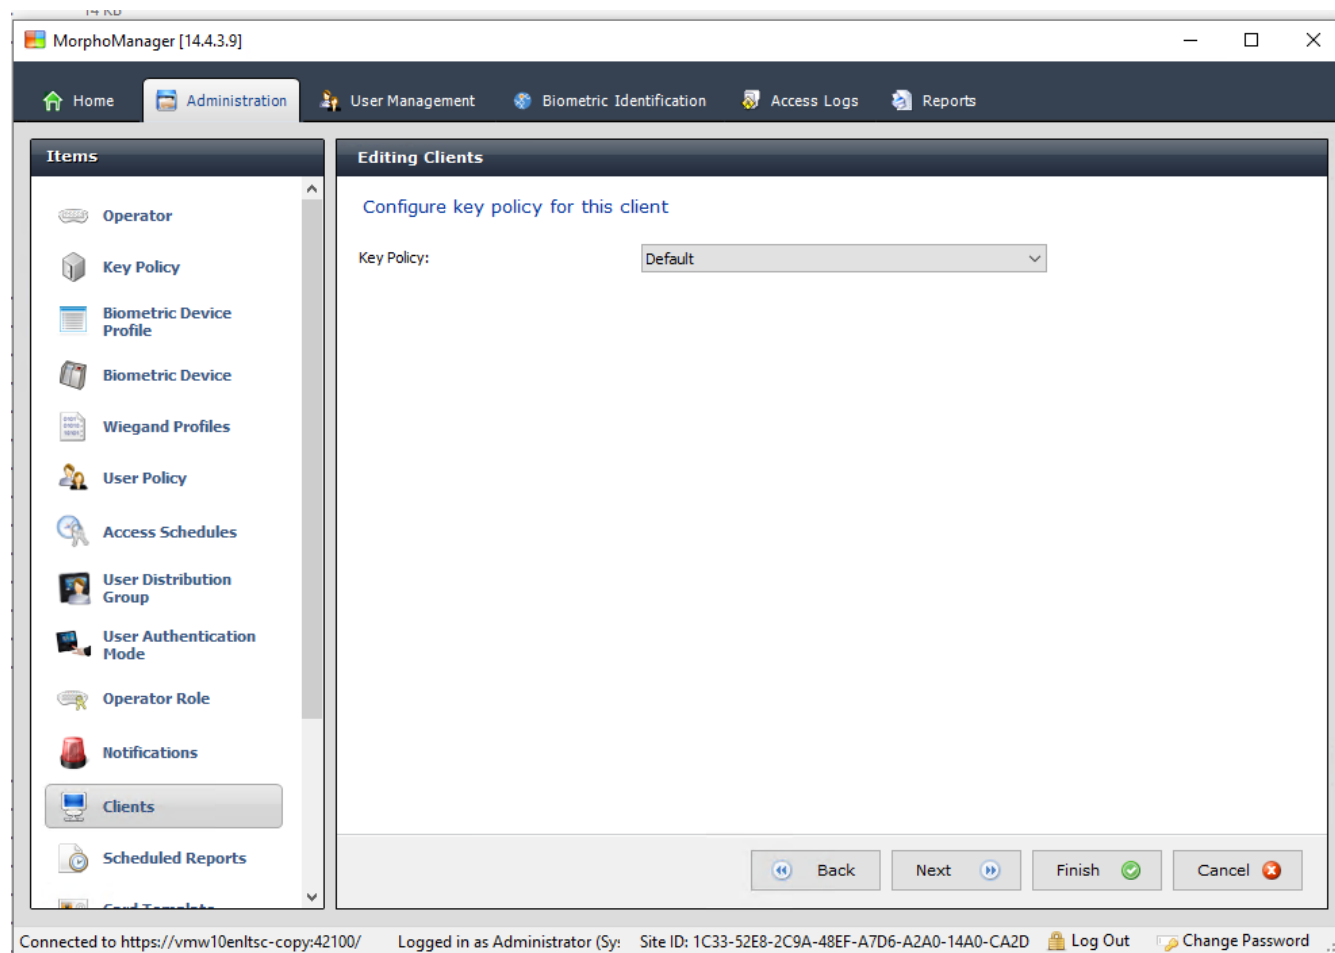 14 KB
MorphoManager [14.4.3.9]
Home
Administration
User Management
Biometric Identification
Access Logs
Reports
Items
Operator
Key Policy
Biometric Device
Profile
Biometric Device
Wiegand Profiles
User Policy
Access Schedules
User Distribution
Group
User Authentication
Mode
Operator Role
Notifications
Clients
Scheduled Reports
Card Template
Editing Clients
Configure key policy for this client
Key Policy:
Default
Back
Next
Finish
Cancel
Connected to https://vmw10enltsc-copy:42100/
Logged in as Administrator (Sy:
Site ID: 1C33-52E8-2C9A-48EF-A7D6-A2A0-14A0-CA2D
Log Out
Change Password